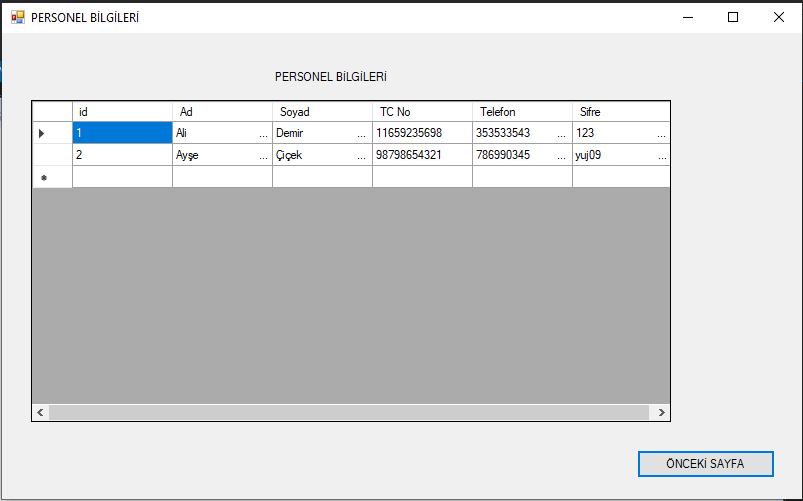 PERSONEL BİLGİLERİ
PERSONEL BİLGİLERİ
id Ad Soyad TC No Telefon Sifre
1 Ali ... Demir ... 11659235698 353533543 ... 123 ...
2 Ayşe ... Çiçek ... 98798654321 786990345 ... yuj09 ...
ÖNCEKİ SAYFA